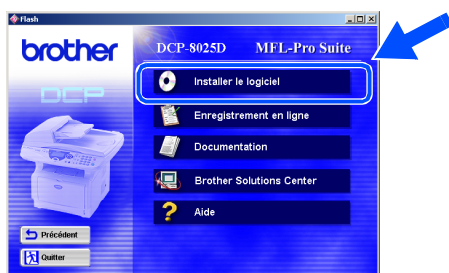 Flash
brother
DCP-8025D MFL-Pro Suite
DCP
Installer le logiciel
Enregistrement en ligne
Documentation
Brother Solutions Center
Aide
Précédent
Quitter